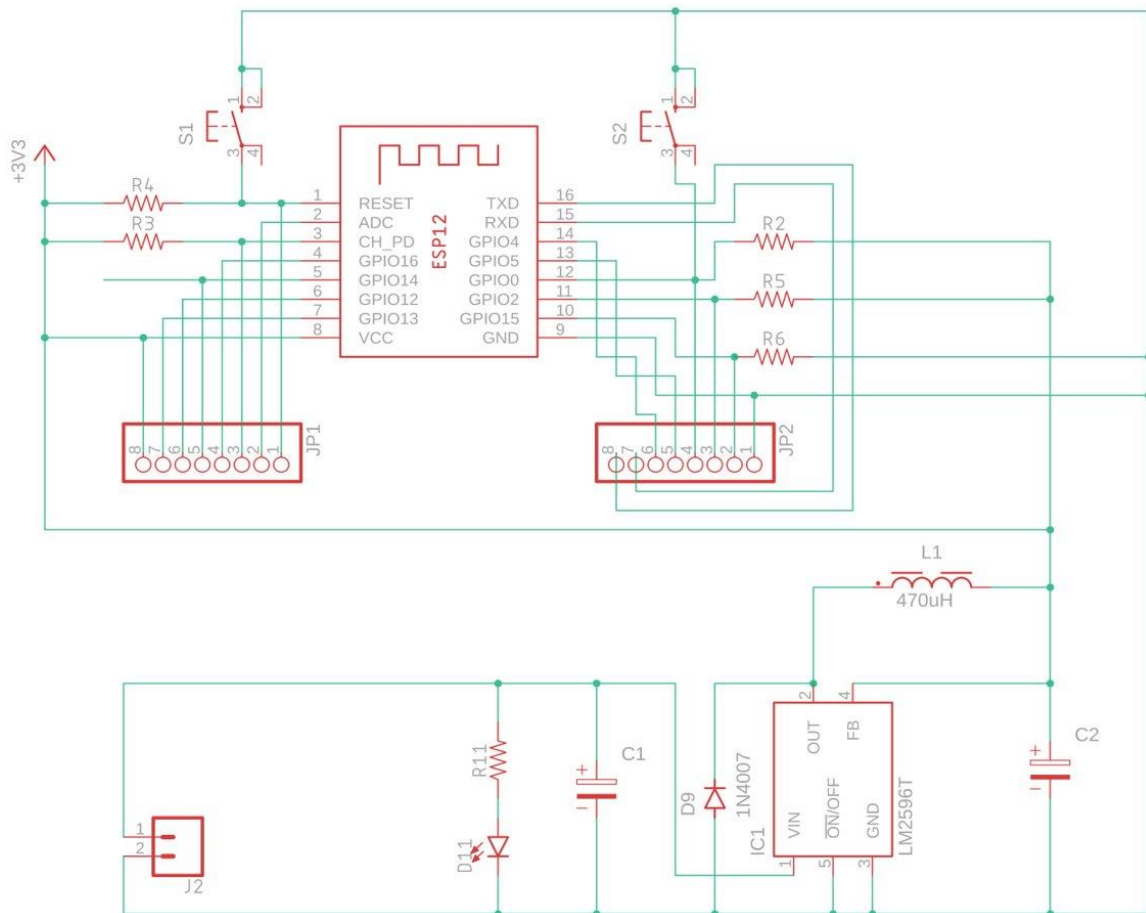 S1
1
2
3
4
S2
1
2
3
4
+3V3
R4
R3
1 RESET
2 ADC
3 CH_PD
4 GPIO16
5 GPIO14
6 GPIO12
7 GPIO13
8 VCC
ESP12
TXD 16
RXD 15
GPIO4 14
GPIO5 13
GPIO0 12
GPIO2 11
GPIO15 10
GND 9
R2
R5
R6
8 7 6 5 4 3 2 1
JP1
8 7 6 5 4 3 2 1
JP2
L1
470uH
2 4
OUT FB
VIN ON/OFF GND
1 5 3
IC1
LM2596T
D9
1N4007
R11
D11
+
C1
−
+
C2
−
1
2
J2